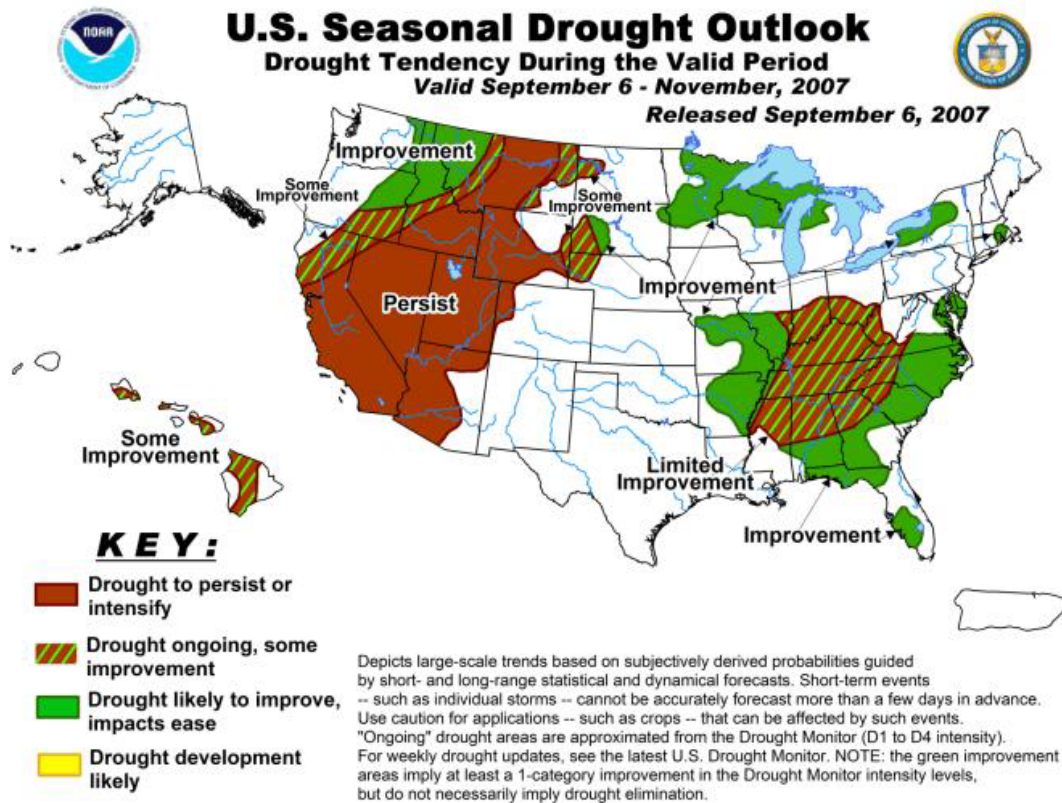 NOAA
U.S. Seasonal Drought Outlook
Drought Tendency During the Valid Period
Valid September 6 - November, 2007
Released September 6, 2007
Improvement
Some
Improvement
Some
Improvement
Persist
Improvement
Some
Improvement
Limited
Improvement
Improvement
KEY:
Drought to persist or
intensify
Drought ongoing, some
improvement
Drought likely to improve,
impacts ease
Drought development
likely
Depicts large-scale trends based on subjectively derived probabilities guided
by short- and long-range statistical and dynamical forecasts. Short-term events
-- such as individual storms -- cannot be accurately forecast more than a few days in advance.
Use caution for applications -- such as crops -- that can be affected by such events.
"Ongoing" drought areas are approximated from the Drought Monitor (D1 to D4 intensity).
For weekly drought updates, see the latest U.S. Drought Monitor. NOTE: the green improvement
areas imply at least a 1-category improvement in the Drought Monitor intensity levels,
but do not necessarily imply drought elimination.